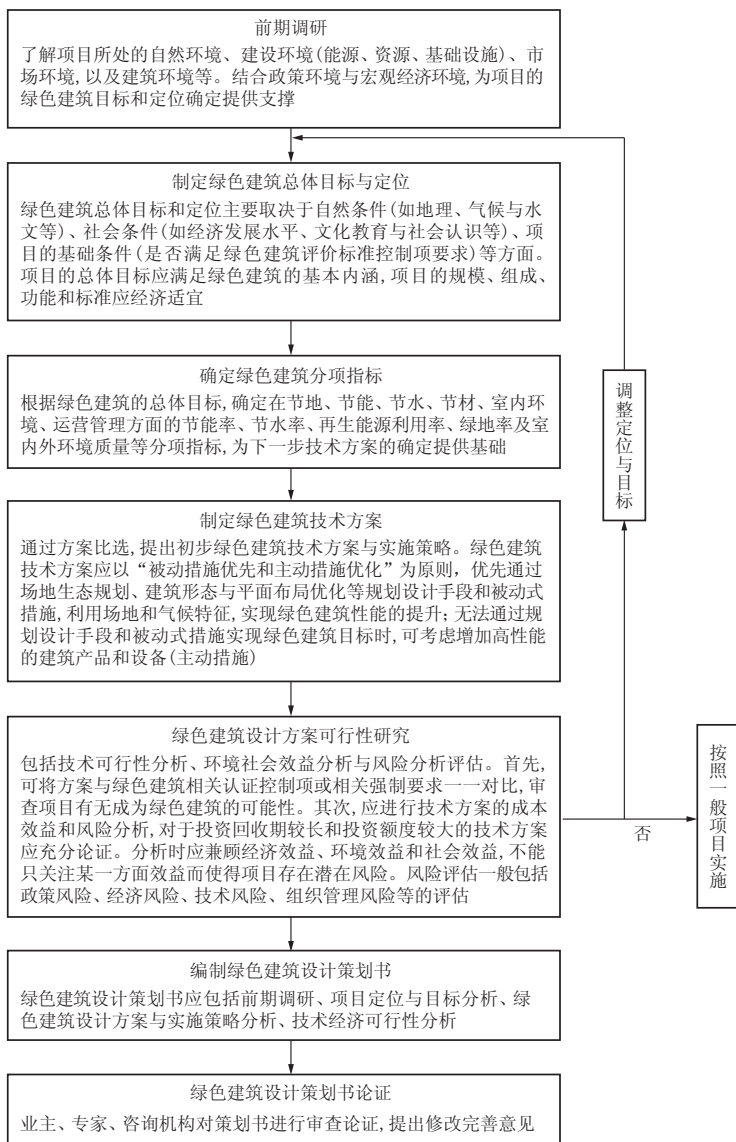 前期调研
了解项目所处的自然环境、建设环境(能源、资源、基础设施)、市
场环境,以及建筑环境等。结合政策环境与宏观经济环境,为项目的
绿色建筑目标和定位确定提供支撑
制定绿色建筑总体目标与定位
绿色建筑总体目标和定位主要取决于自然条件(如地理、气候与水
文等)、社会条件(如经济发展水平、文化教育与社会认识等)、项
目的基础条件(是否满足绿色建筑评价标准控制项要求)等方面。
项目的总体目标应满足绿色建筑的基本内涵,项目的规模、组成、
功能和标准应经济适宜
确定绿色建筑分项指标
根据绿色建筑的总体目标,确定在节地、节能、节水、节材、室内环
境、运营管理方面的节能率、节水率、再生能源利用率、绿地率及室
内外环境质量等分项指标,为下一步技术方案的确定提供基础
调整定位与目标
制定绿色建筑技术方案
通过方案比选,提出初步绿色建筑技术方案与实施策略。绿色建筑
技术方案应以“被动措施优先和主动措施优化”为原则，优先通过
场地生态规划、建筑形态与平面布局优化等规划设计手段和被动式
措施,利用场地和气候特征,实现绿色建筑性能的提升;无法通过规
划设计手段和被动式措施实现绿色建筑目标时,可考虑增加高性能
的建筑产品和设备(主动措施)
绿色建筑设计方案可行性研究
包括技术可行性分析、环境社会效益分析与风险分析评估。首先,
可将方案与绿色建筑相关认证控制项或相关强制要求一一对比,审
查项目有无成为绿色建筑的可能性。其次,应进行技术方案的成本
效益和风险分析,对于投资回收期较长和投资额度较大的技术方案
应充分论证。分析时应兼顾经济效益、环境效益和社会效益,不能
只关注某一方面效益而使得项目存在潜在风险。风险评估一般包括
政策风险、经济风险、技术风险、组织管理风险等的评估
否
按照一般项目实施
编制绿色建筑设计策划书
绿色建筑设计策划书应包括前期调研、项目定位与目标分析、绿
色建筑设计方案与实施策略分析、技术经济可行性分析
绿色建筑设计策划书论证
业主、专家、咨询机构对策划书进行审查论证,提出修改完善意见